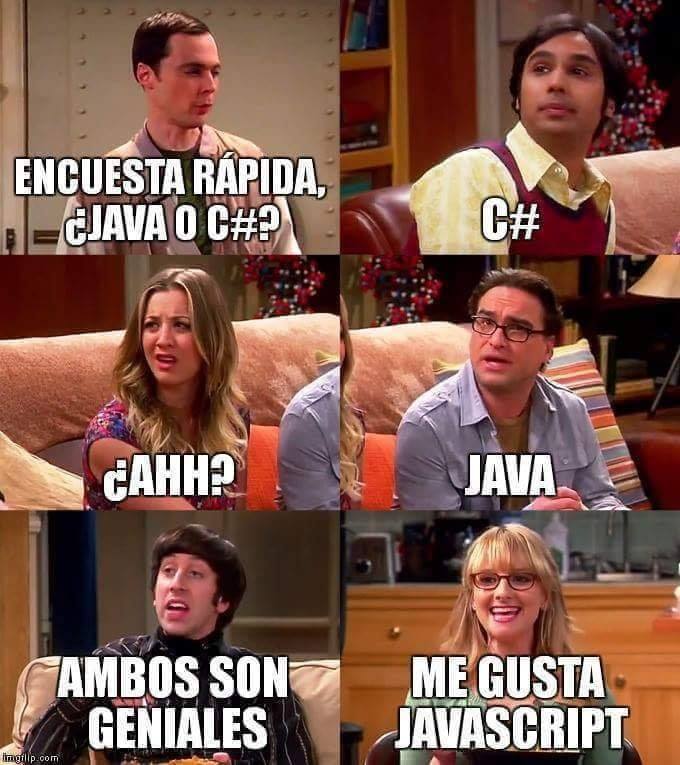 ENCUESTA RÁPIDA,
¿JAVA O C#?
C#
¿AHH?
JAVA
AMBOS SON
GENIALES
ME GUSTA
JAVASCRIPT
imgflip.com